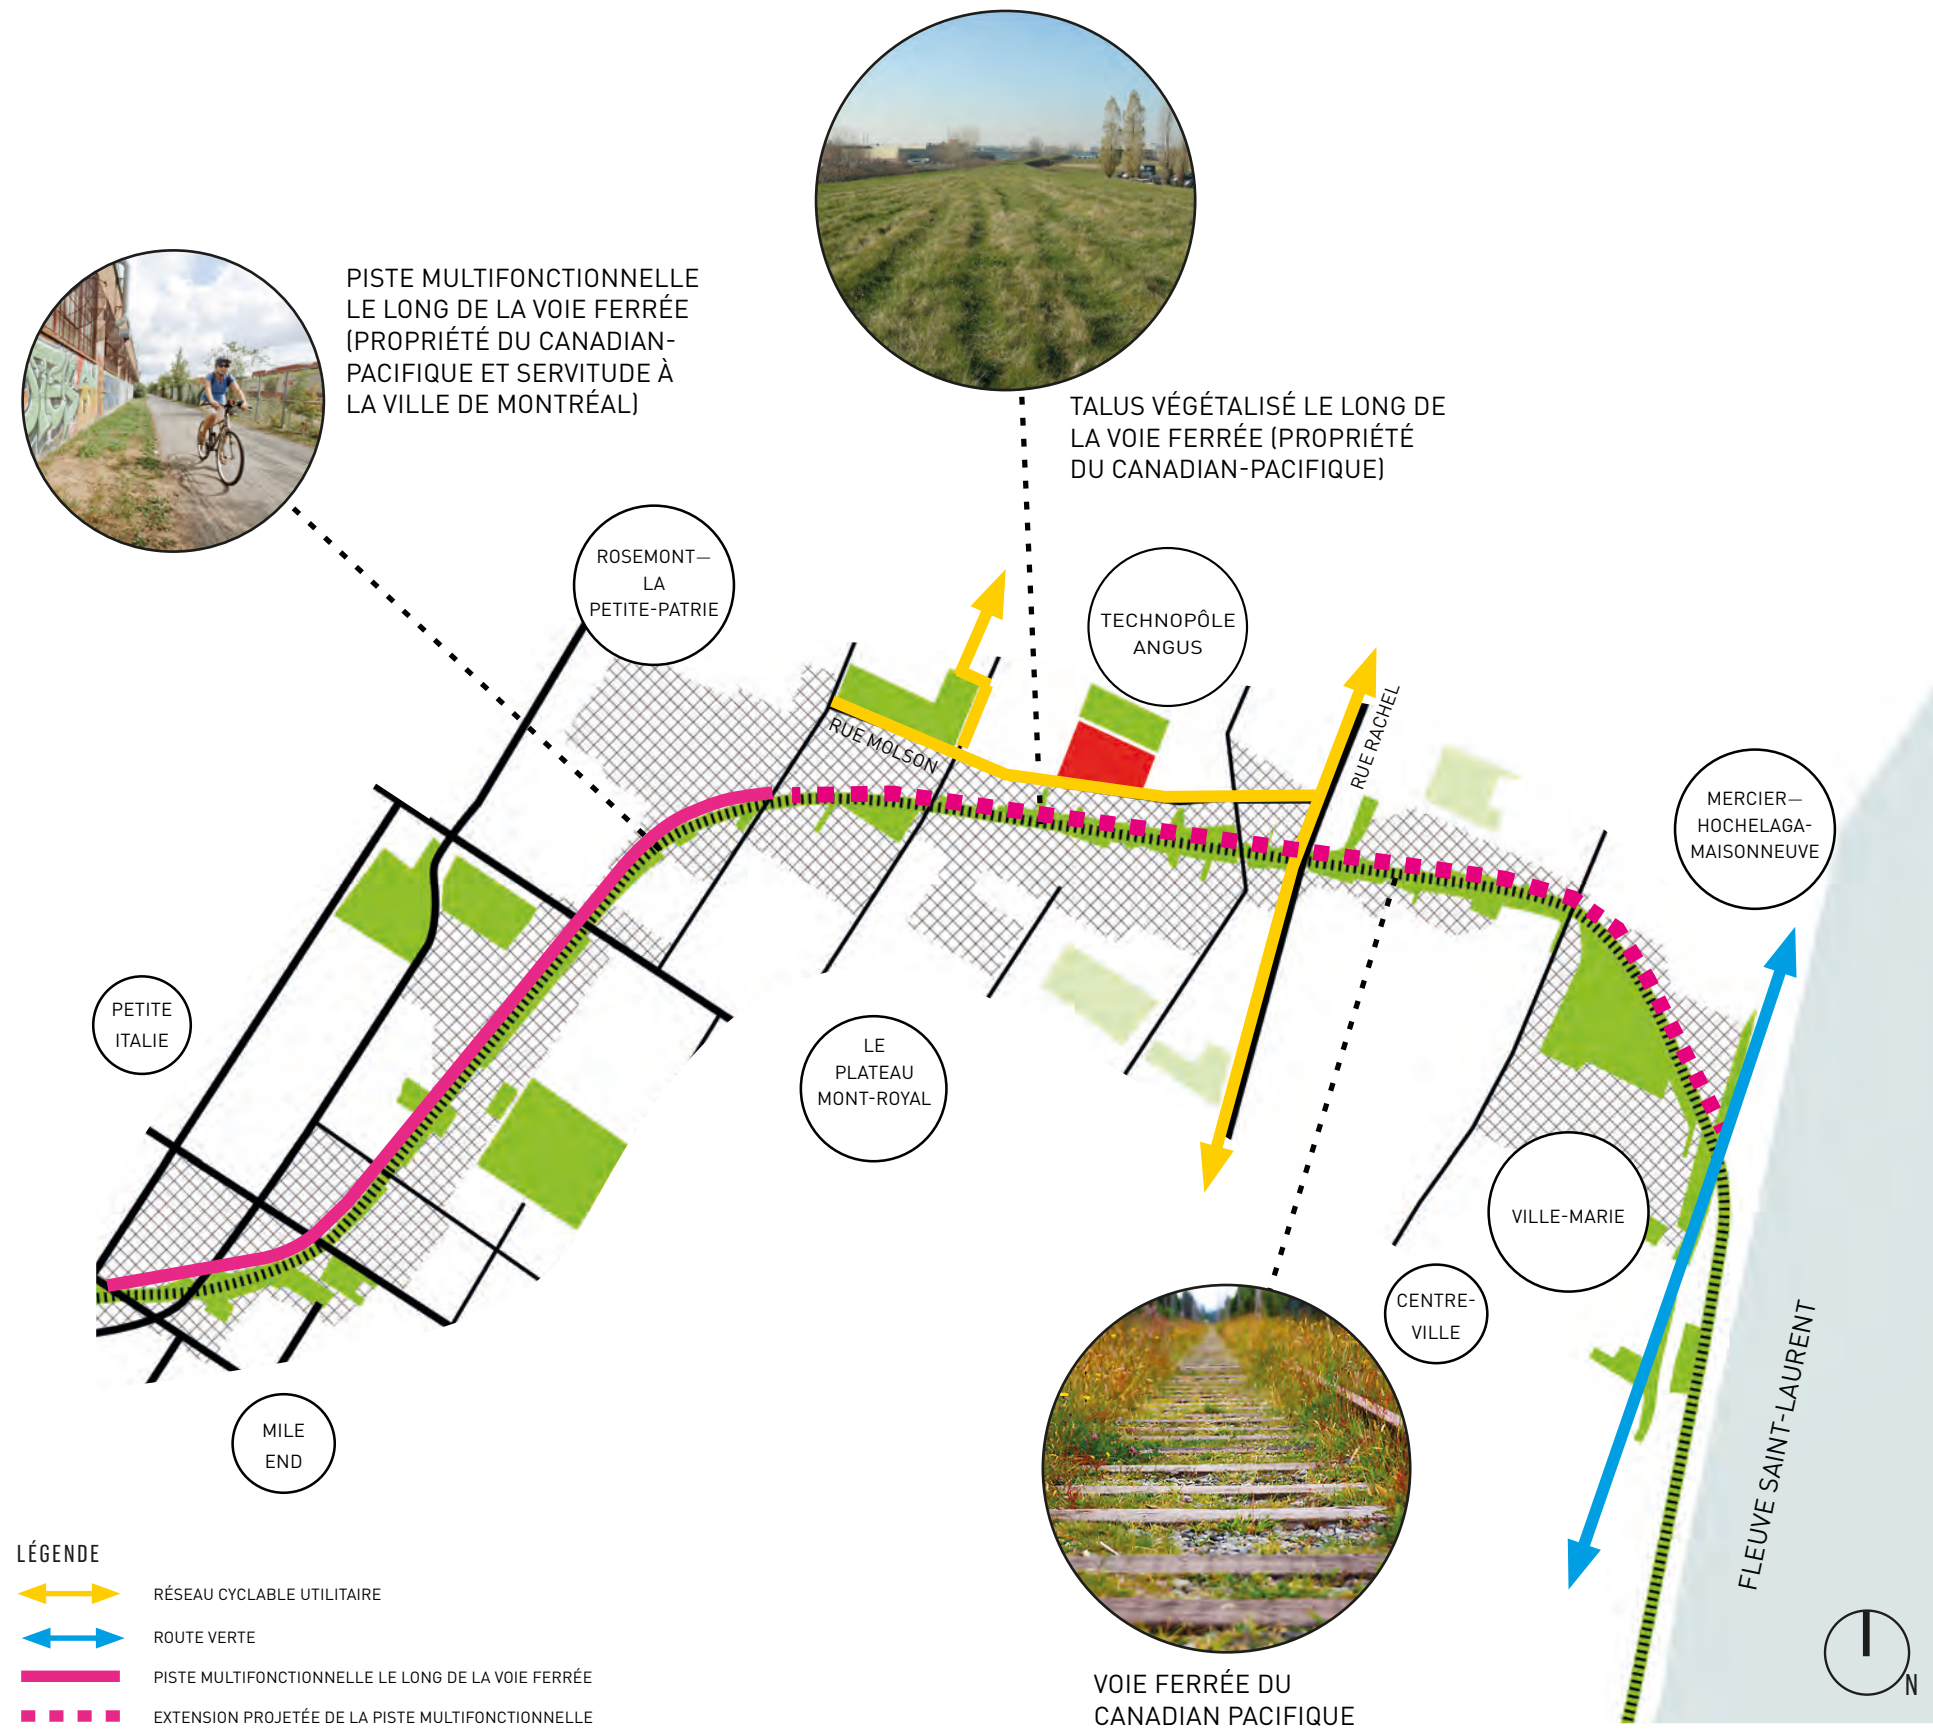 PISTE MULTIFONCTIONNELLE
LE LONG DE LA VOIE FERRÉE
(PROPRIÉTÉ DU CANADIAN-
PACIFIQUE ET SERVITUDE À
LA VILLE DE MONTRÉAL)
TALUS VÉGÉTALISÉ LE LONG DE
LA VOIE FERRÉE (PROPRIÉTÉ
DU CANADIAN-PACIFIQUE)
ROSEMONT—
LA
PETITE-PATRIE
TECHNOPÔLE
ANGUS
RUE MOLSON
RUE RACHEL
MERCIER—
HOCHELAGA-
MAISONNEUVE
PETITE
ITALIE
LE
PLATEAU
MONT-ROYAL
VILLE-MARIE
CENTRE-
VILLE
MILE
END
FLEUVE SAINT-LAURENT
VOIE FERRÉE DU
CANADIAN PACIFIQUE
N
LÉGENDE
RÉSEAU CYCLABLE UTILITAIRE
ROUTE VERTE
PISTE MULTIFONCTIONNELLE LE LONG DE LA VOIE FERRÉE
EXTENSION PROJETÉE DE LA PISTE MULTIFONCTIONNELLE